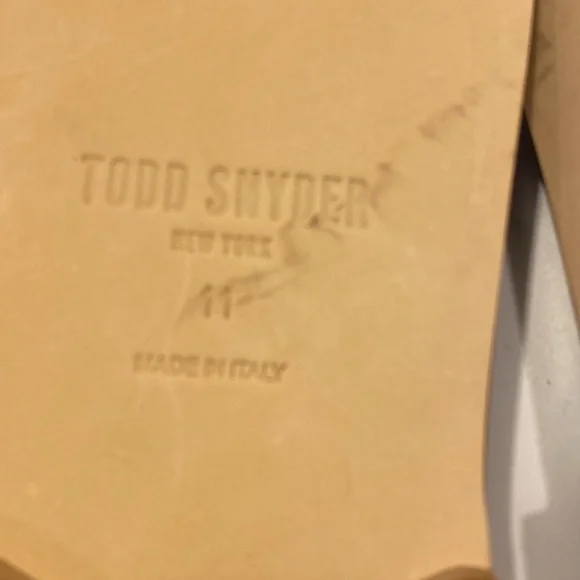 TODD SNYDER
NEW YORK
11
MADE IN ITALY